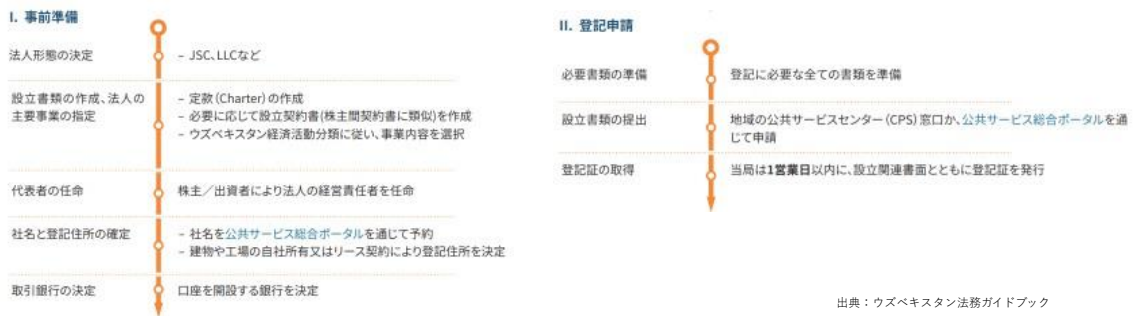 I. 事前準備
法人形態の決定
– JSC、LLCなど
設立書類の作成、法人の
主要事業の指定
– 定款(Charter)の作成
– 必要に応じて設立契約書(株主間契約書に類似)を作成
– ウズベキスタン経済活動分類に従い、事業内容を選択
代表者の任命
株主／出資者により法人の経営責任者を任命
社名と登記住所の確定
– 社名を公共サービス総合ポータルを通じて予約
– 建物や工場の自社所有又はリース契約により登記住所を決定
取引銀行の決定
口座を開設する銀行を決定
II. 登記申請
必要書類の準備
登記に必要な全ての書類を準備
設立書類の提出
地域の公共サービスセンター(CPS)窓口か、公共サービス総合ポータルを通
じて申請
登記証の取得
当局は1営業日以内に、設立関連書面とともに登記証を発行
出典：ウズベキスタン法務ガイドブック